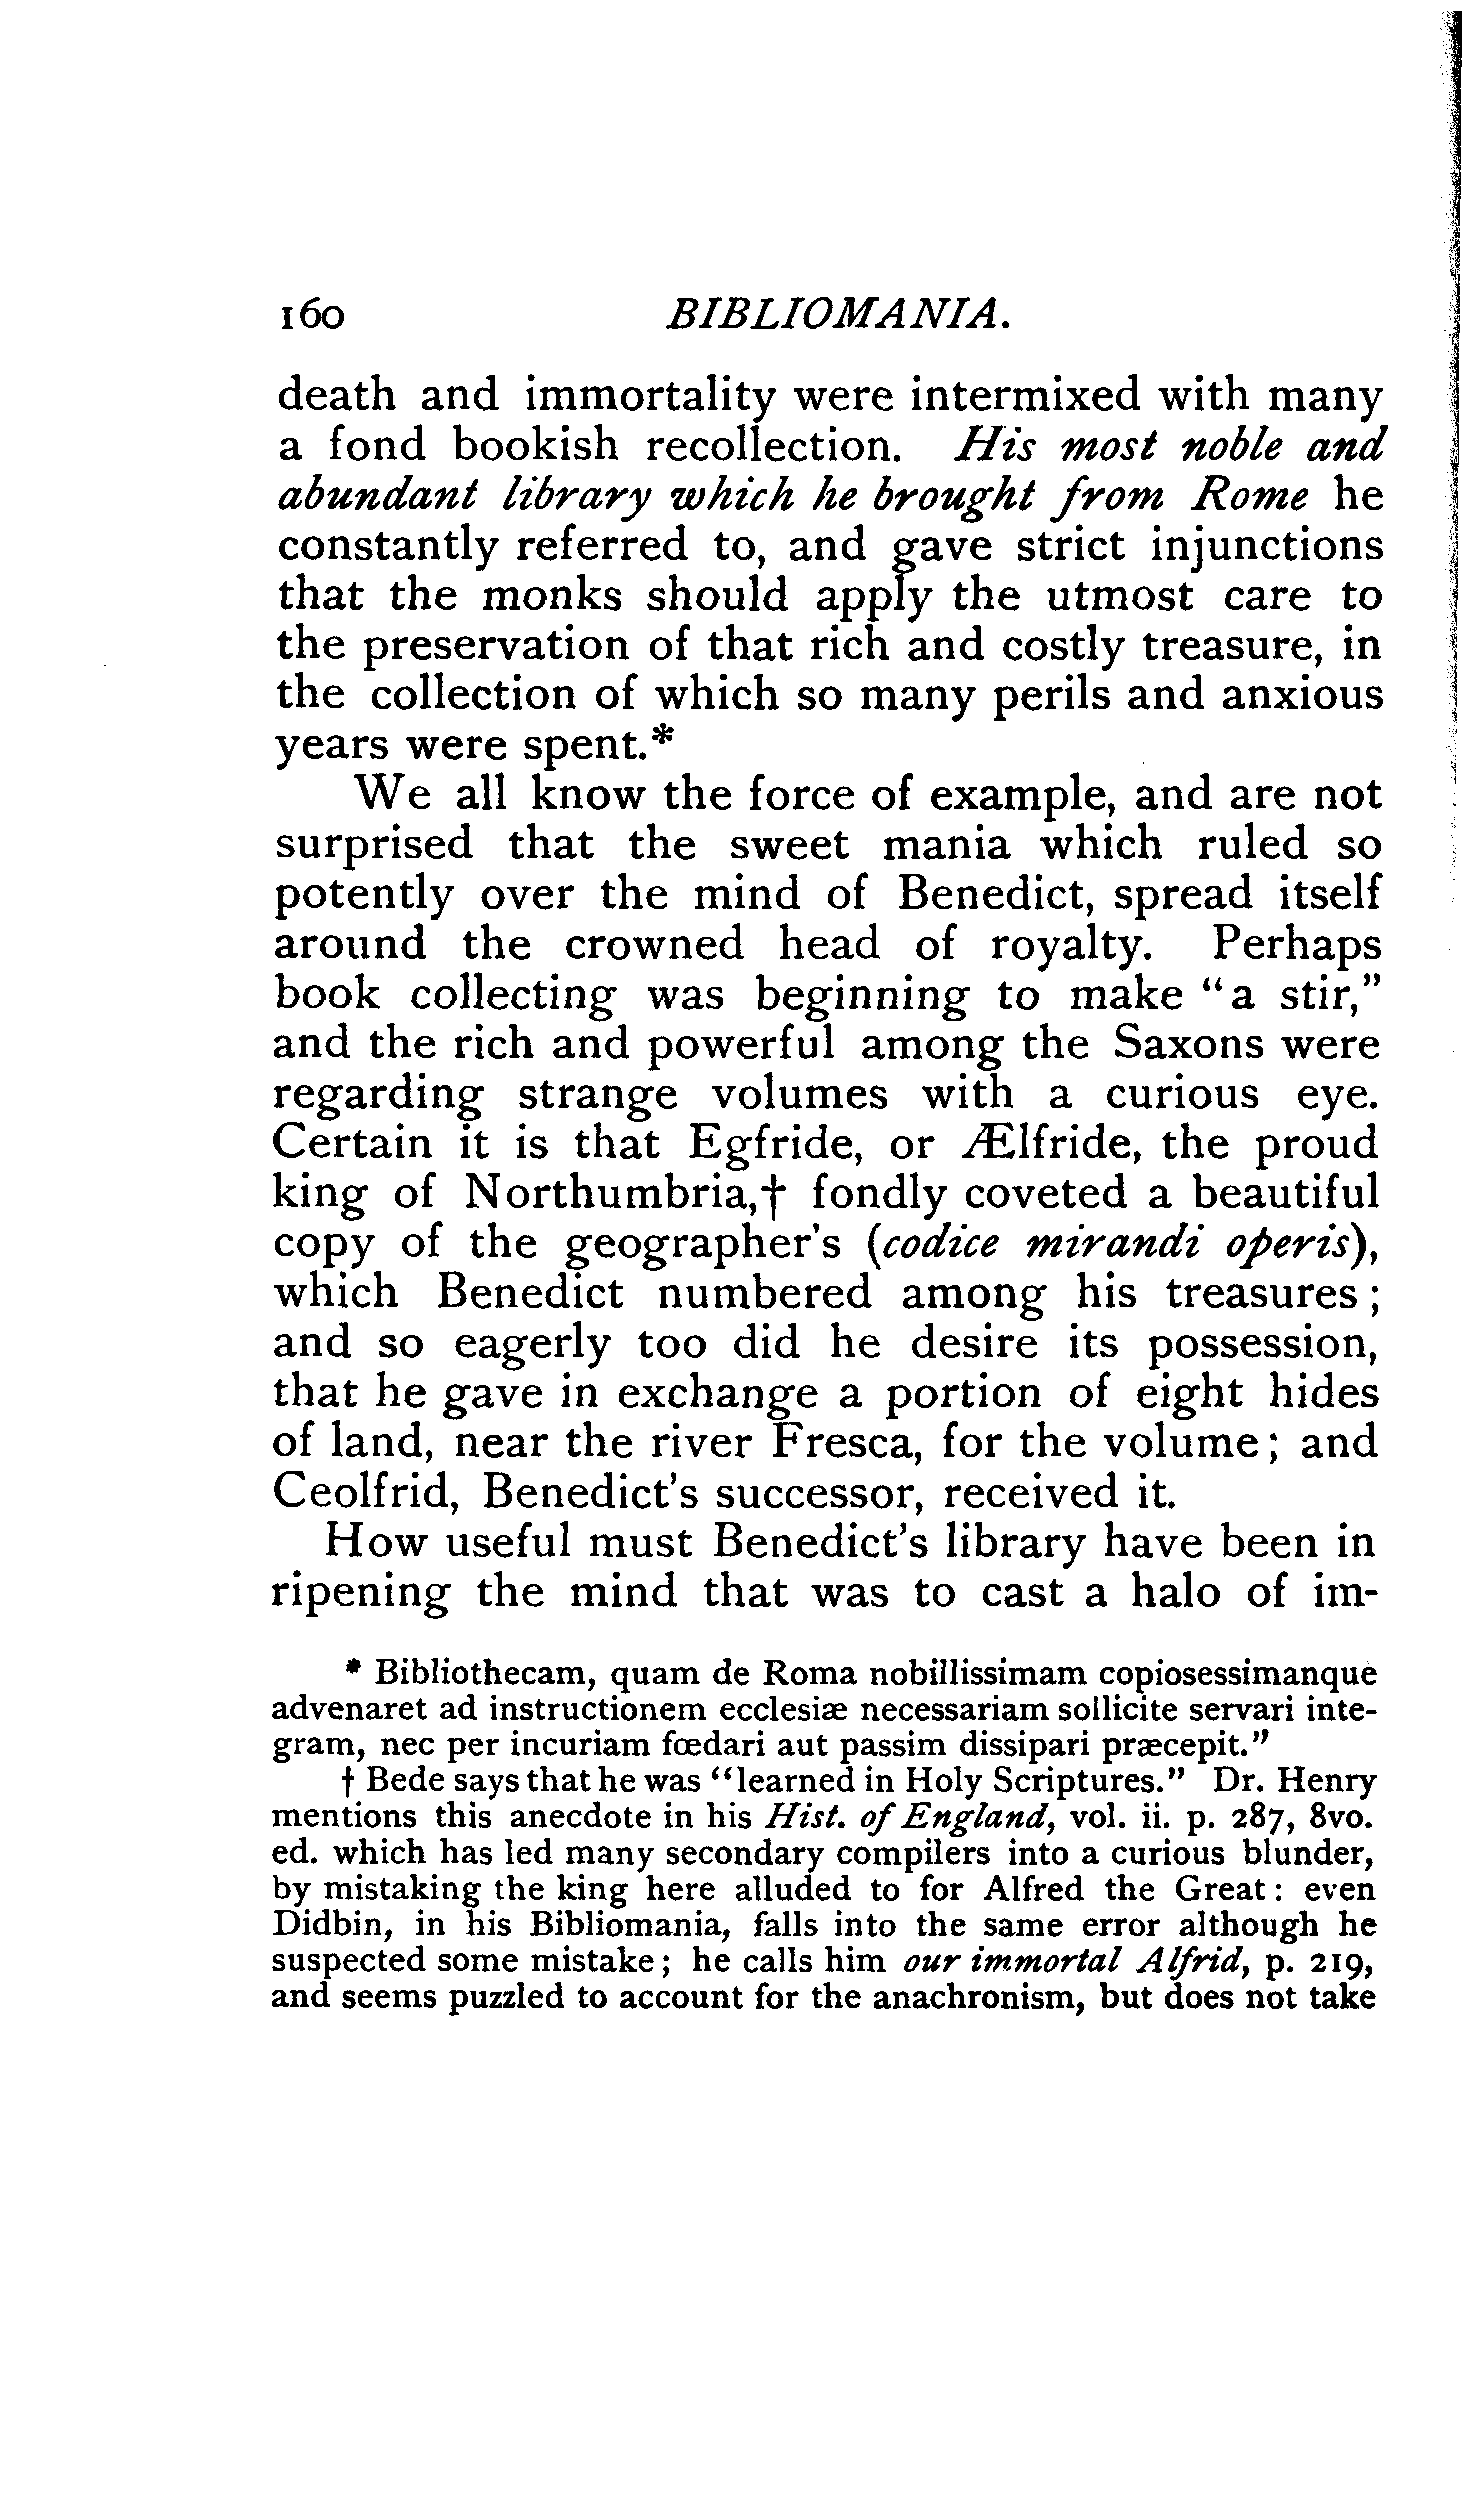 160 BIBLIOMANIA.
death and immortality were intermixed with many
a fond bookish recollection. His most noble and
abundant library which he brought from Rome he
constantly referred to, and gave strict injunctions
that the monks should apply the utmost care to
the preservation of that rich and costly treasure, in
the collection of which so many perils and anxious
years were spent.*
We all know the force of example, and are not
surprised that the sweet mania which ruled so
potently over the mind of Benedict, spread itself
around the crowned head of royalty. Perhaps
book collecting was beginning to make "a stir,"
and the rich and powerful among the Saxons were
regarding strange volumes with a curious eye.
Certain it is that Egfride, or Ælfride, the proud
king of Northumbria,† fondly coveted a beautiful
copy of the geographer's (codice mirandi operis),
which Benedict numbered among his treasures;
and so eagerly too did he desire its possession,
that he gave in exchange a portion of eight hides
of land, near the river Fresca, for the volume; and
Ceolfrid, Benedict's successor, received it.
How useful must Benedict's library have been in
ripening the mind that was to cast a halo of im-
* Bibliothecam, quam de Roma nobillissimam copiosessimanque
advenaret ad instructionem ecclesiæ necessariam sollicite servari inte-
gram, nec per incuriam fœdari aut passim dissipari præcepit."
† Bede says that he was "learned in Holy Scriptures." Dr. Henry
mentions this anecdote in his Hist. of England, vol. ii. p. 287, 8vo.
ed. which has led many secondary compilers into a curious blunder,
by mistaking the king here alluded to for Alfred the Great: even
Didbin, in his Bibliomania, falls into the same error although he
suspected some mistake; he calls him our immortal Alfrid, p. 219,
and seems puzzled to account for the anachronism, but does not take